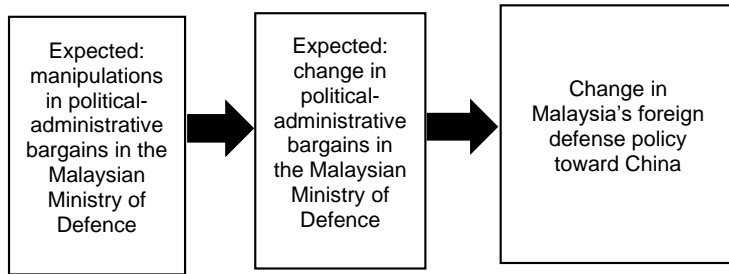 Expected:
manipulations
in political-
administrative
bargains in the
Malaysian
Ministry of
Defence
Expected:
change in
political-
administrative
bargains in
the Malaysian
Ministry of
Defence
Change in
Malaysia’s foreign
defense policy
toward China